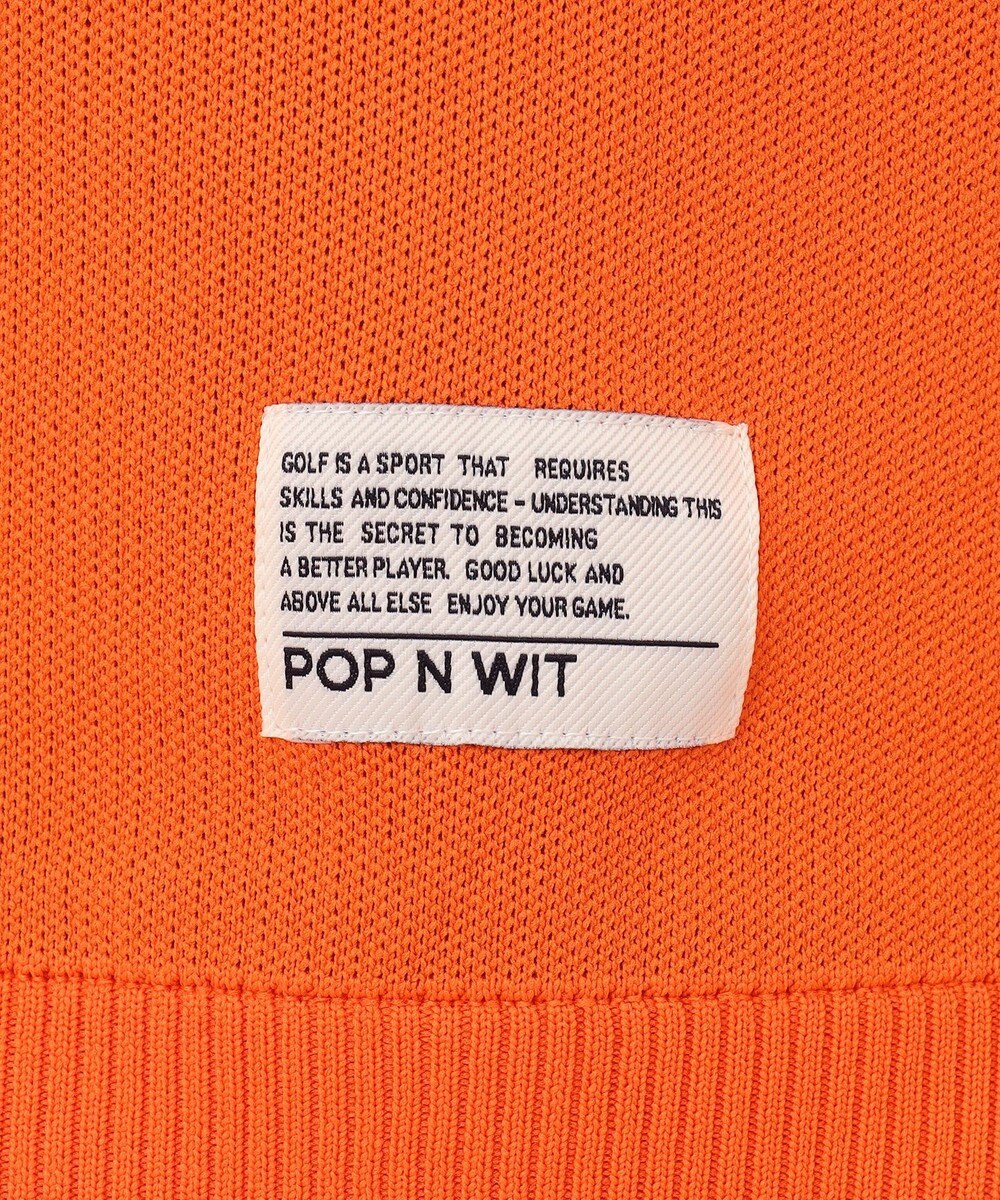 GOLF IS A SPORT THAT REQUIRES
SKILLS AND CONFIDENCE - UNDERSTANDING THIS
IS THE SECRET TO BECOMING
A BETTER PLAYER. GOOD LUCK AND
ABOVE ALL ELSE ENJOY YOUR GAME.
POP N WIT